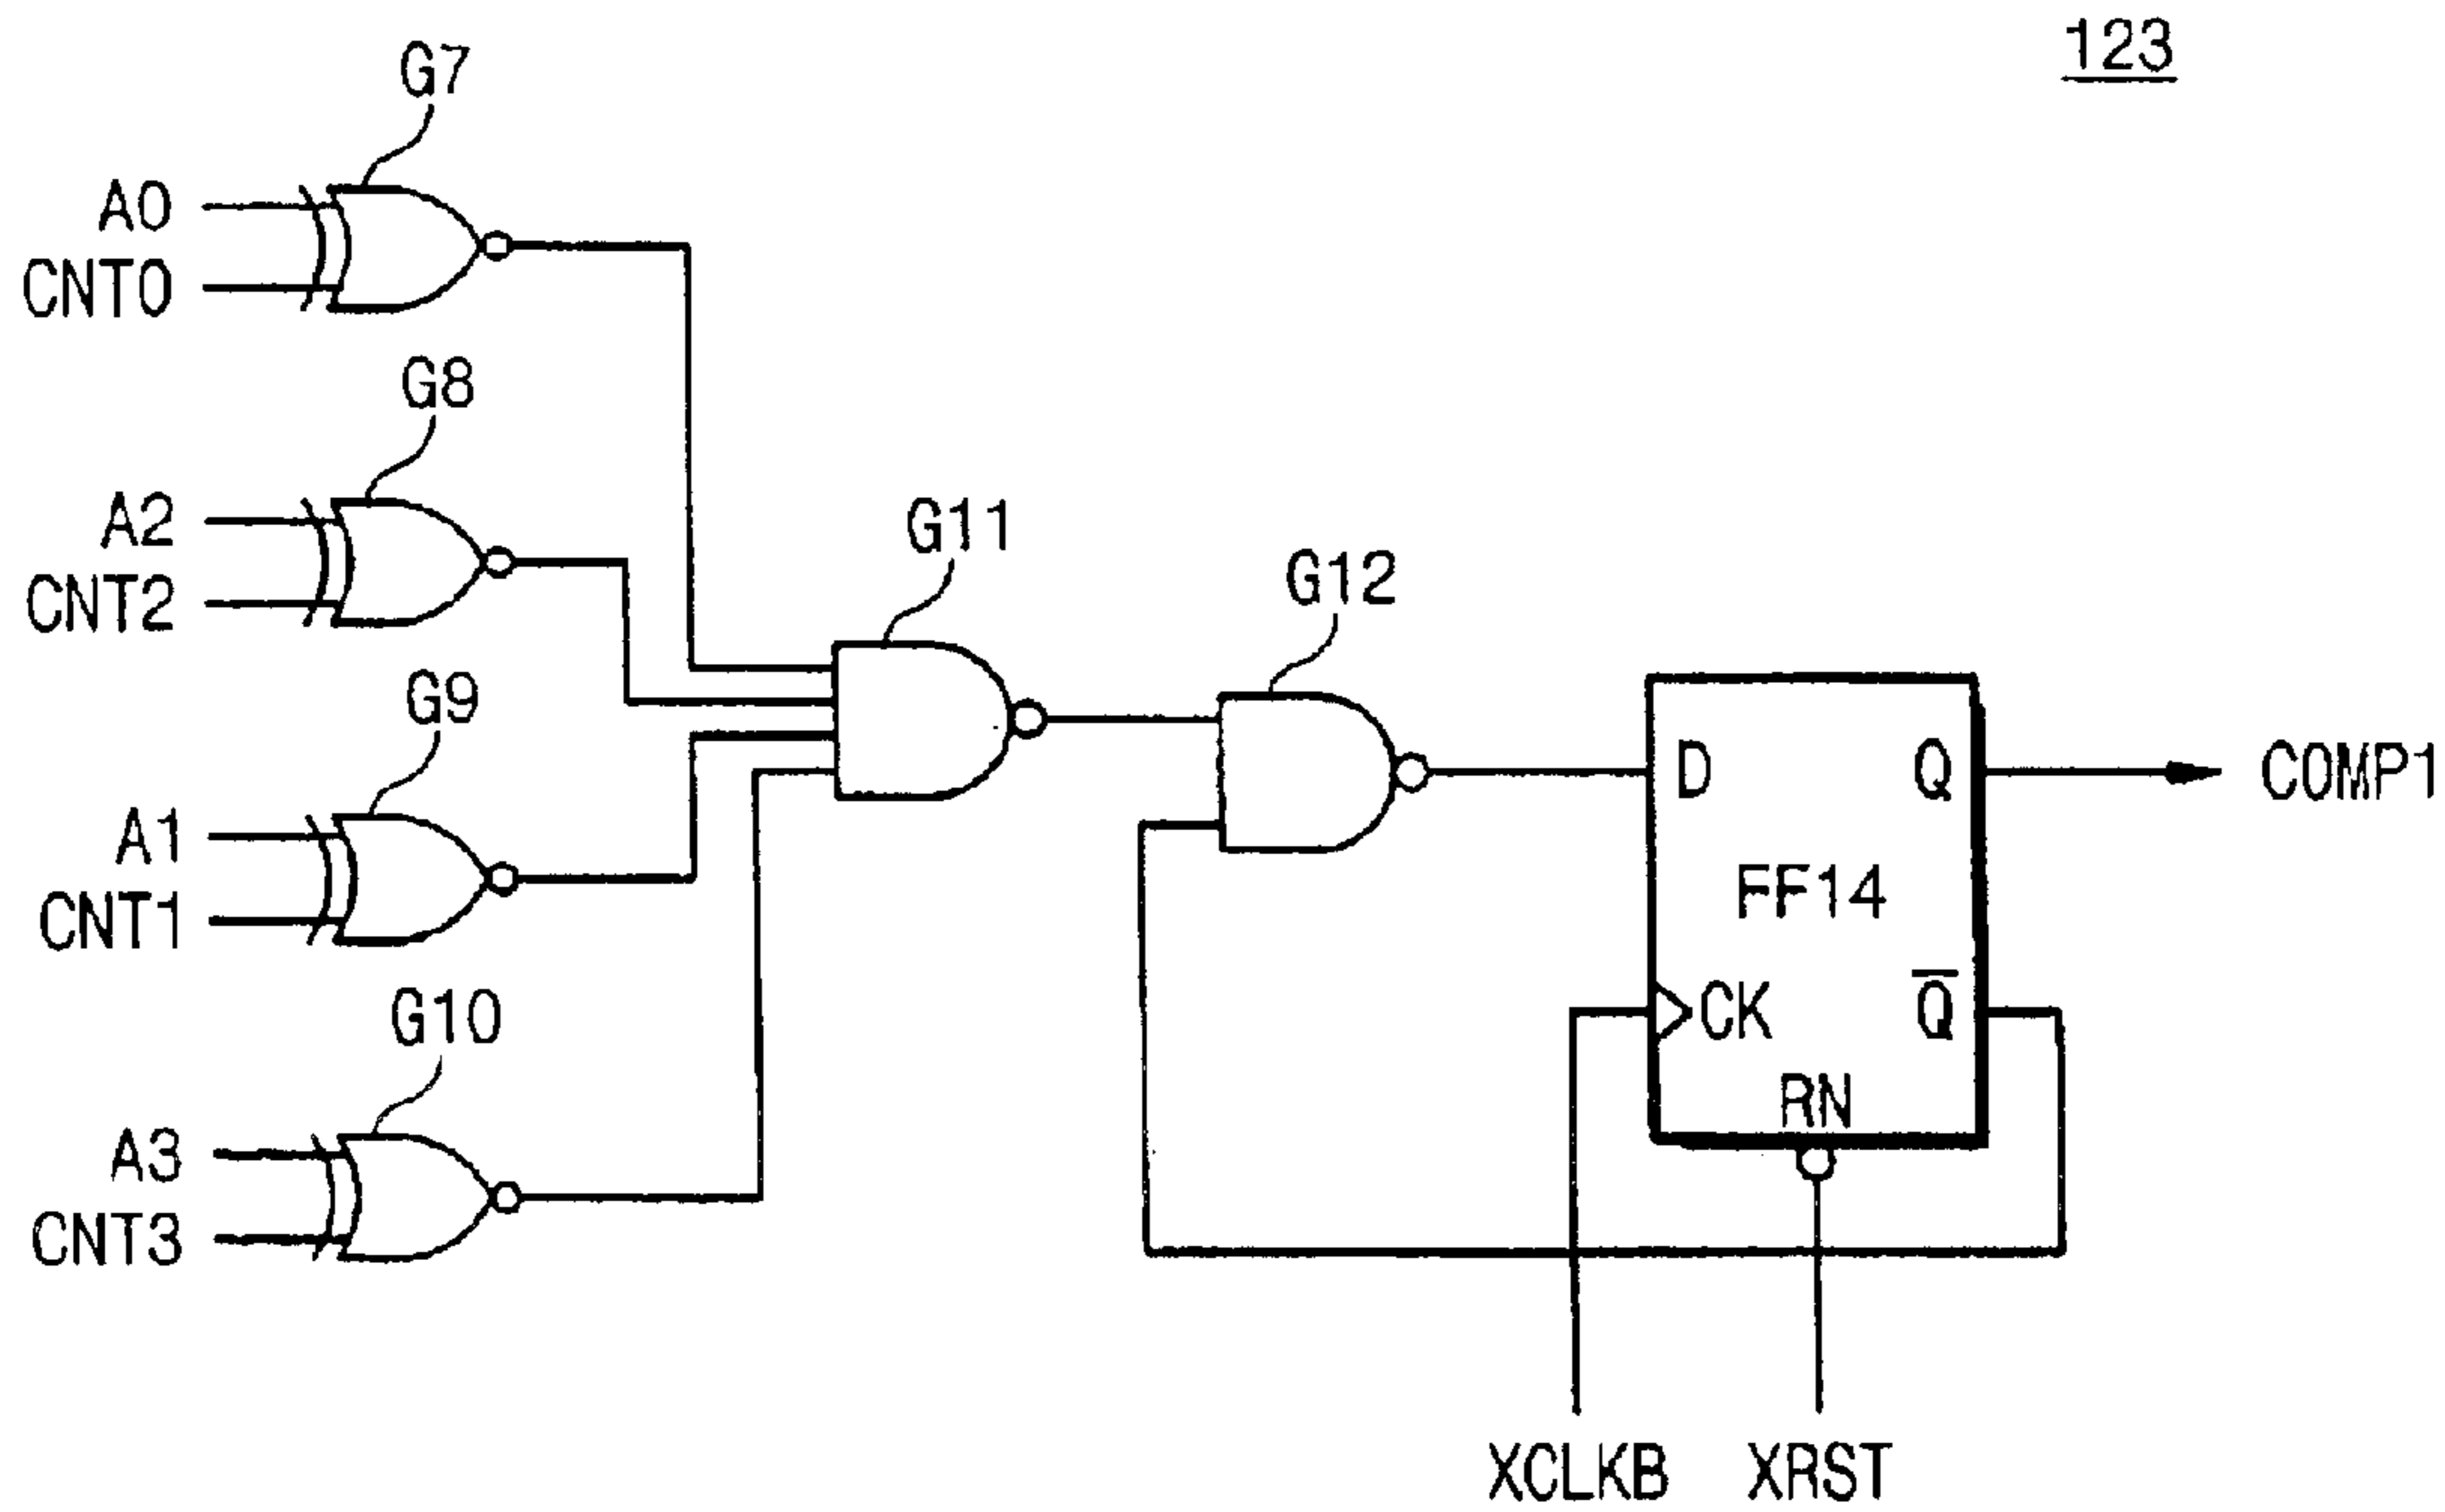 123
G7
A0
CNT0
G8
A2
CNT2
G11
G12
G9
A1
CNT1
D
Q
COMP1
FF14
CK
Q̅
RN
G10
A3
CNT3
XCLKB
XRST